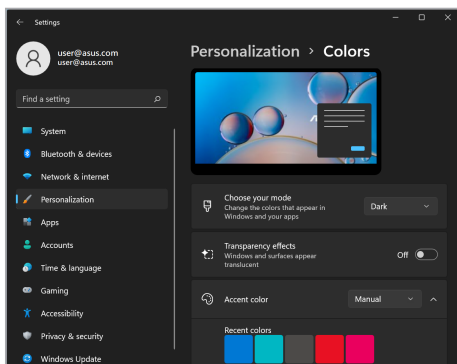 Settings
user@asus.com
user@asus.com
Find a setting
System
Bluetooth & devices
Network & internet
Personalization
Apps
Accounts
Time & language
Gaming
Accessibility
Privacy & security
Windows Update
Personalization > Colors
Choose your mode
Change the colors that appear in
Windows and your apps
Dark
Transparency effects
Windows and surfaces appear
translucent
Off
Accent color
Manual
Recent colors